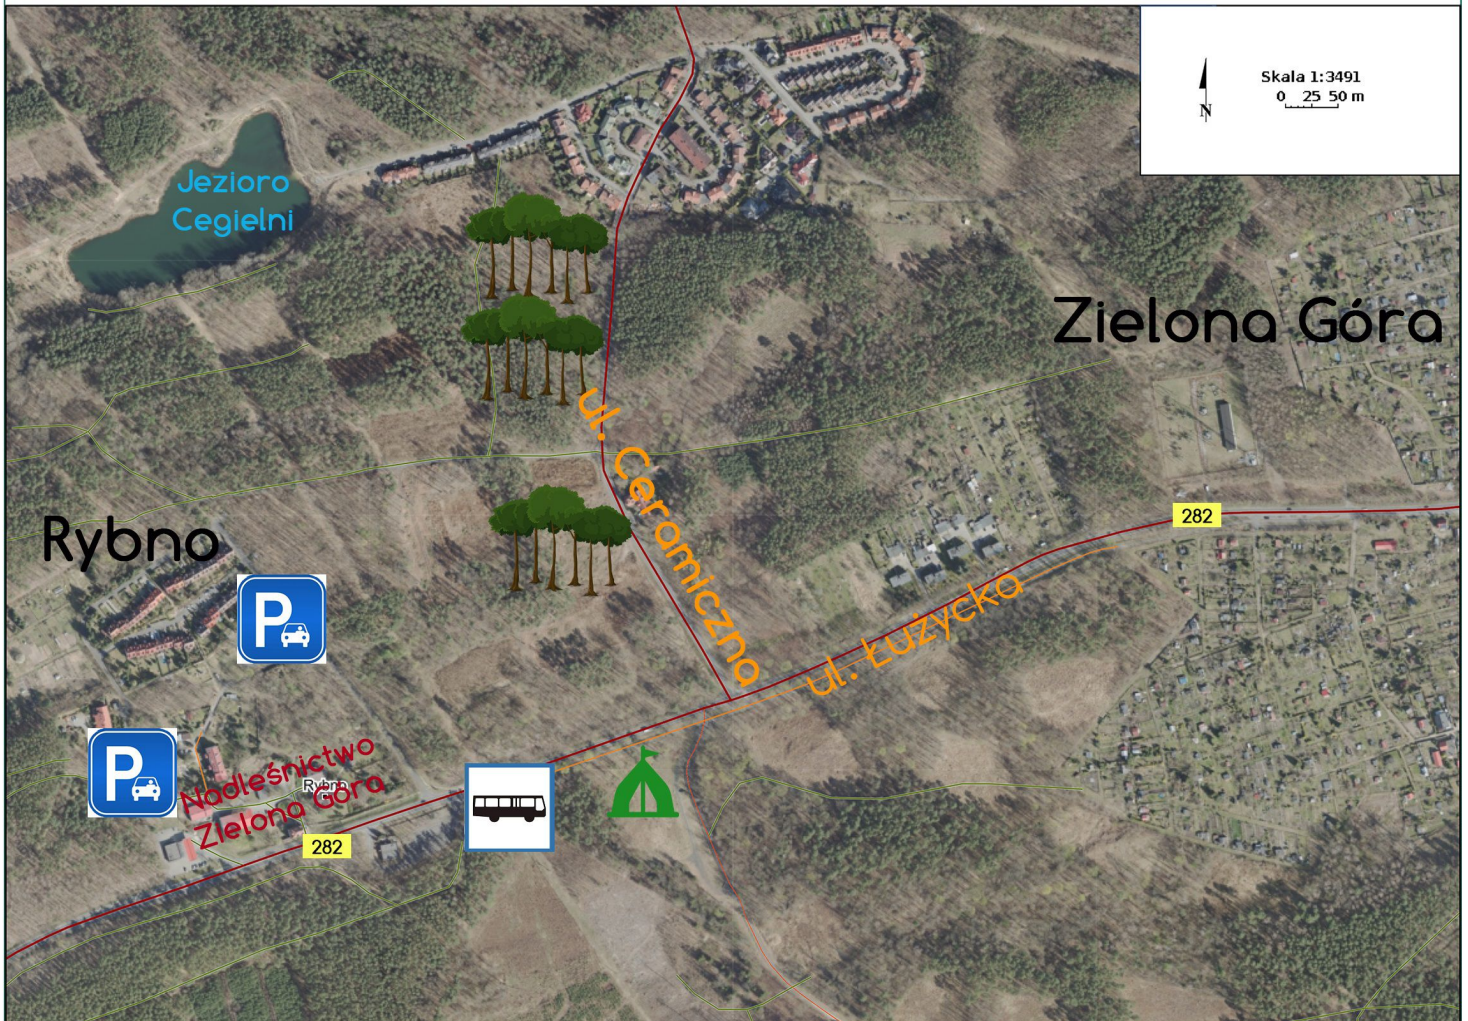 Skala 1:3491
0 25 50 m
N
Jezioro
Cegielni
Zielona Góra
ul. Ceramiczna
282
Rybno
P
ul. Łużycka
P
Nadleśnictwo
Zielona Góra
Rybno
282